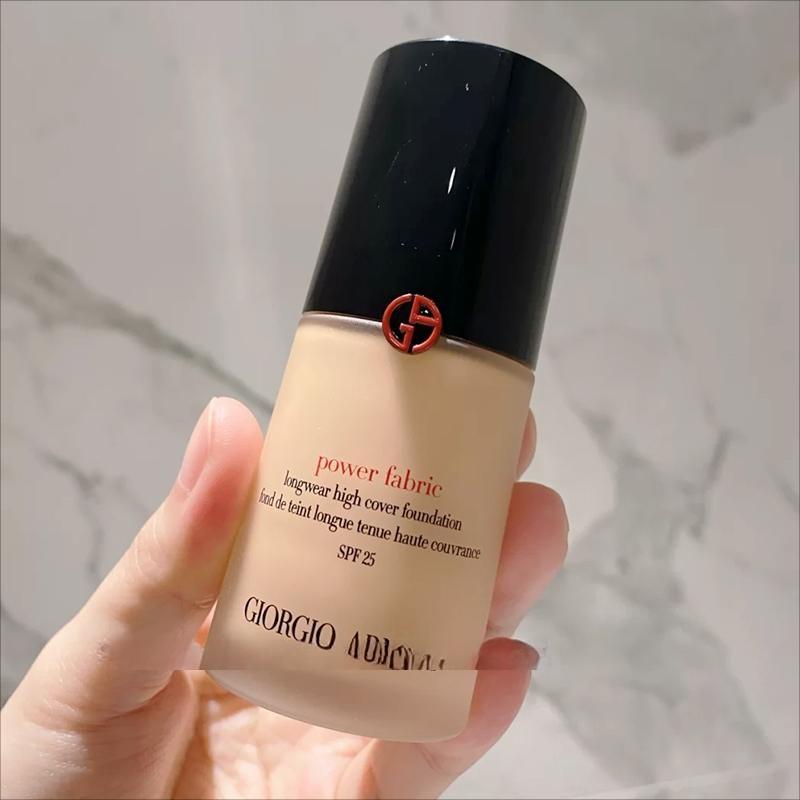 power fabric
longwear high cover foundation
fond de teint longue tenue haute couvrance
SPF 25
GIORGIO